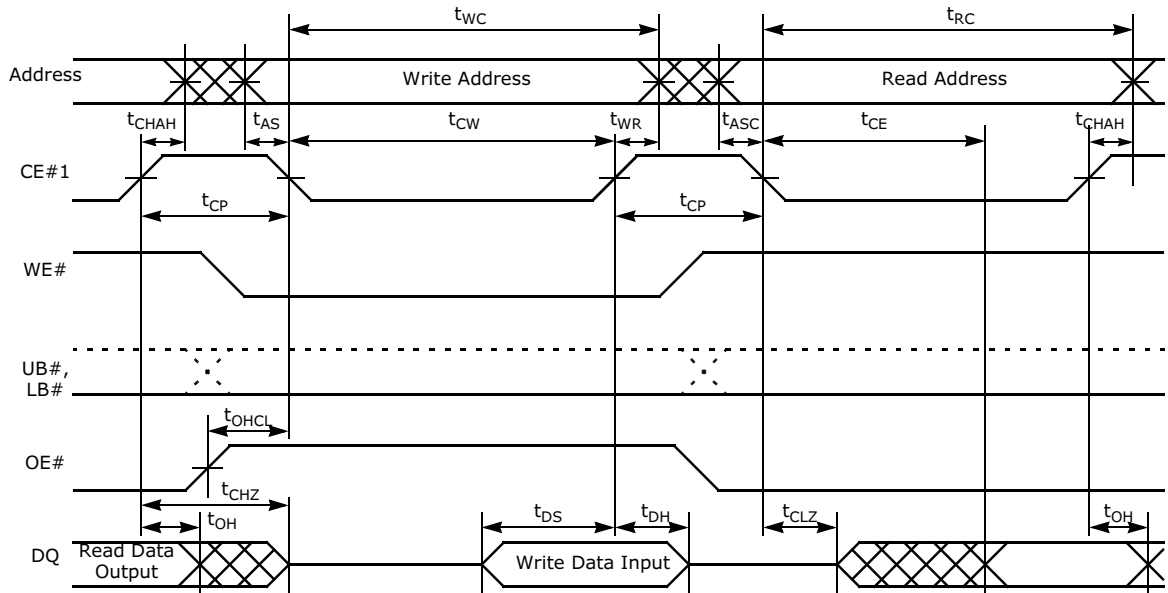 tWC
tRC
Address
Write Address
Read Address
tCHAH
tAS
tCW
tWR
tASC
tCE
tCHAH
CE#1
tCP
tCP
WE#
UB#,
LB#
tOHCL
OE#
tCHZ
tOH
tDS
tDH
tCLZ
tOH
DQ
Read Data
Output
Write Data Input